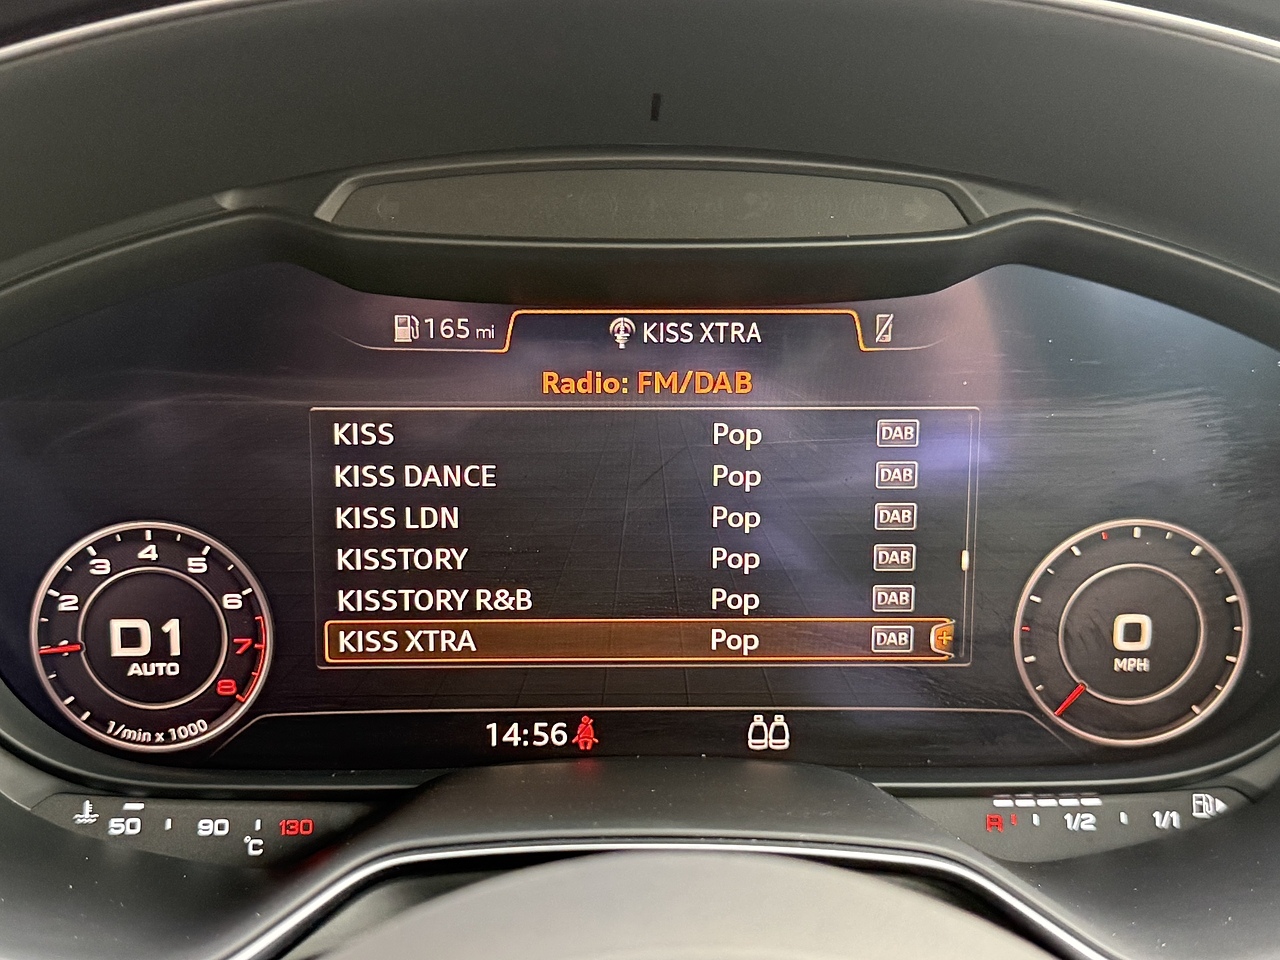 165 mi
KISS XTRA
Radio: FM/DAB
KISS Pop DAB
KISS DANCE Pop DAB
KISS LDN Pop DAB
KISSTORY Pop DAB
KISSTORY R&B Pop DAB
KISS XTRA Pop DAB +
2 3 4 5 6 7 8
D1
AUTO
1/min x 1000
0
MPH
14:56
50 90 130
°C
R 1/2 1/1